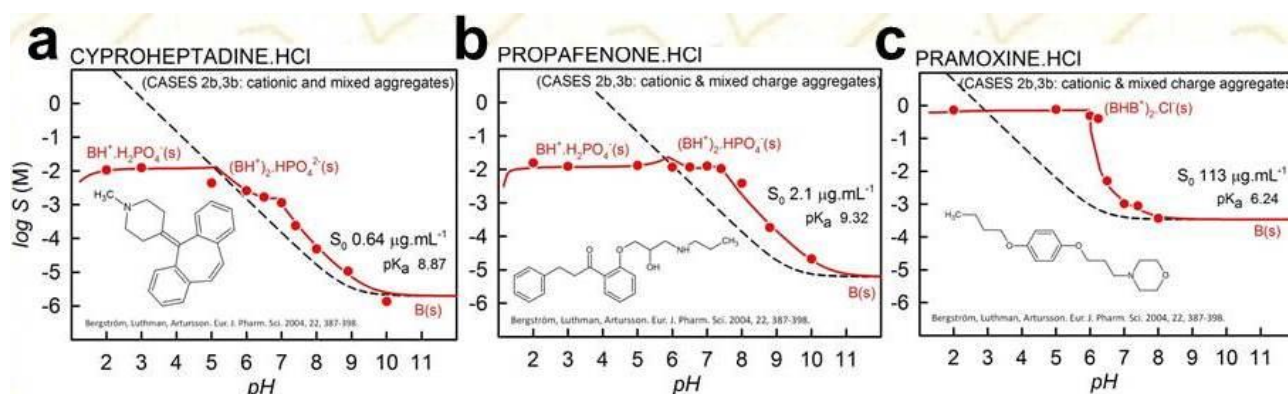 a
CYPROHEPTADINE.HCl
(CASES 2b,3b: cationic and mixed aggregates)
BH⁺.H₂PO₄⁻(s)
(BH⁺)₂.HPO₄²⁻(s)
H₃C
N
S₀ 0.64 µg.mL⁻¹
pKₐ 8.87
B(s)
Bergström, Luthman, Artursson. Eur. J. Pharm. Sci. 2004, 22, 387-398.
log S (M)
0
-1
-2
-3
-4
-5
-6
2 3 4 5 6 7 8 9 10 11
pH
b
PROPAFENONE.HCl
(CASES 2b,3b: cationic & mixed charge aggregates)
BH⁺.H₂PO₄⁻(s)
(BH⁺)₂.HPO₄⁻(s)
S₀ 2.1 µg.mL⁻¹
pKₐ 9.32
O
O
OH
NH
CH₃
B(s)
Bergström, Luthman, Artursson. Eur. J. Pharm. Sci. 2004, 22, 387-398.
0
-1
-2
-3
-4
-5
-6
2 3 4 5 6 7 8 9 10 11
pH
c
PRAMOXINE.HCl
(CASES 2b,3b: cationic & mixed charge aggregates
(BHB⁺)₂.Cl⁻(s)
S₀ 113 µg.mL⁻¹
pKₐ 6.24
B(s)
H₃C
O
O
N
O
Bergström, Luthman, Artursson. Eur. J. Pharm. Sci. 2004, 22, 387-398.
0
-1
-2
-3
-4
-5
-6
2 3 4 5 6 7 8 9 10 11
pH